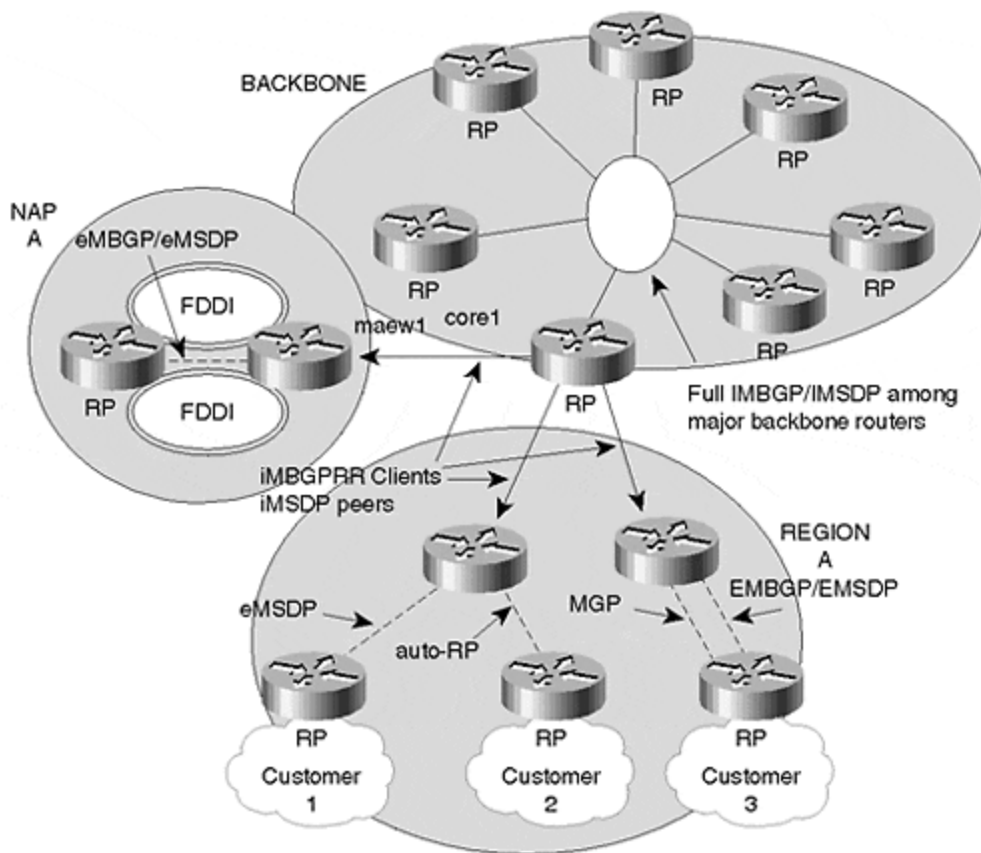 BACKBONE
RP
RP
RP
RP
RP
RP
RP
NAP
A
eMBGP/eMSDP
FDDI
FDDI
RP
maew1
core1
Full IMBGP/IMSDP among
major backbone routers
iMBGPRR Clients
iMSDP peers
REGION
A
EMBGP/EMSDP
MGP
eMSDP
auto-RP
RP
Customer
1
RP
Customer
2
RP
Customer
3